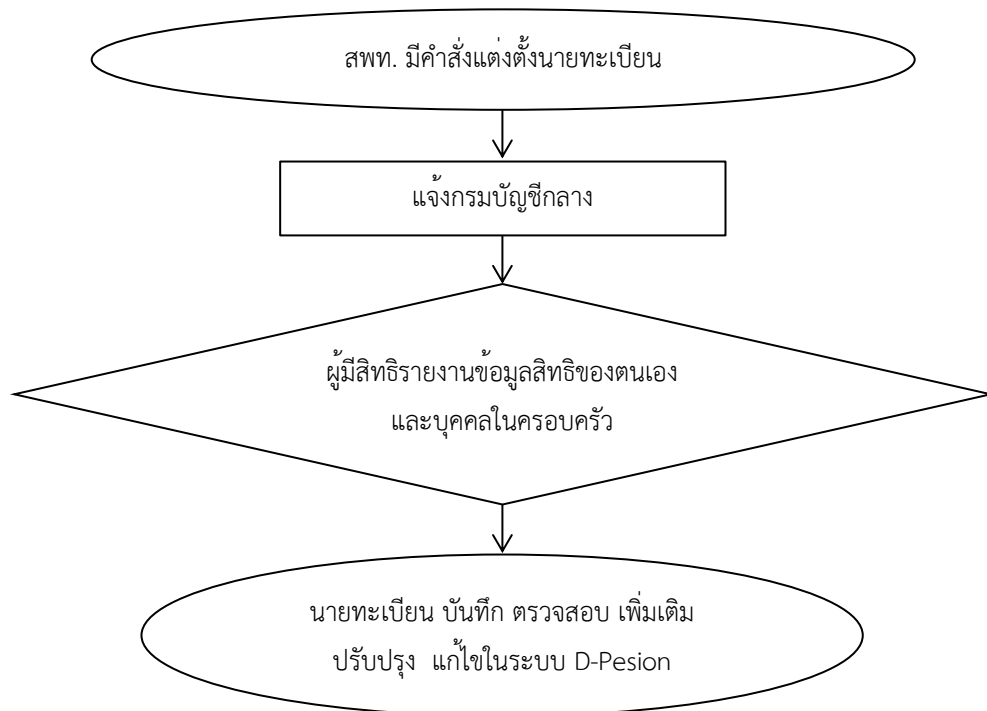 สพท. มีคำสั่งแต่งตั้งนายทะเบียน
แจ้งกรมบัญชีกลาง
ผู้มีสิทธิรายงานข้อมูลสิทธิของตนเอง
และบุคคลในครอบครัว
นายทะเบียน บันทึก ตรวจสอบ เพิ่มเติม
ปรับปรุง แก้ไขในระบบ D-Pesion